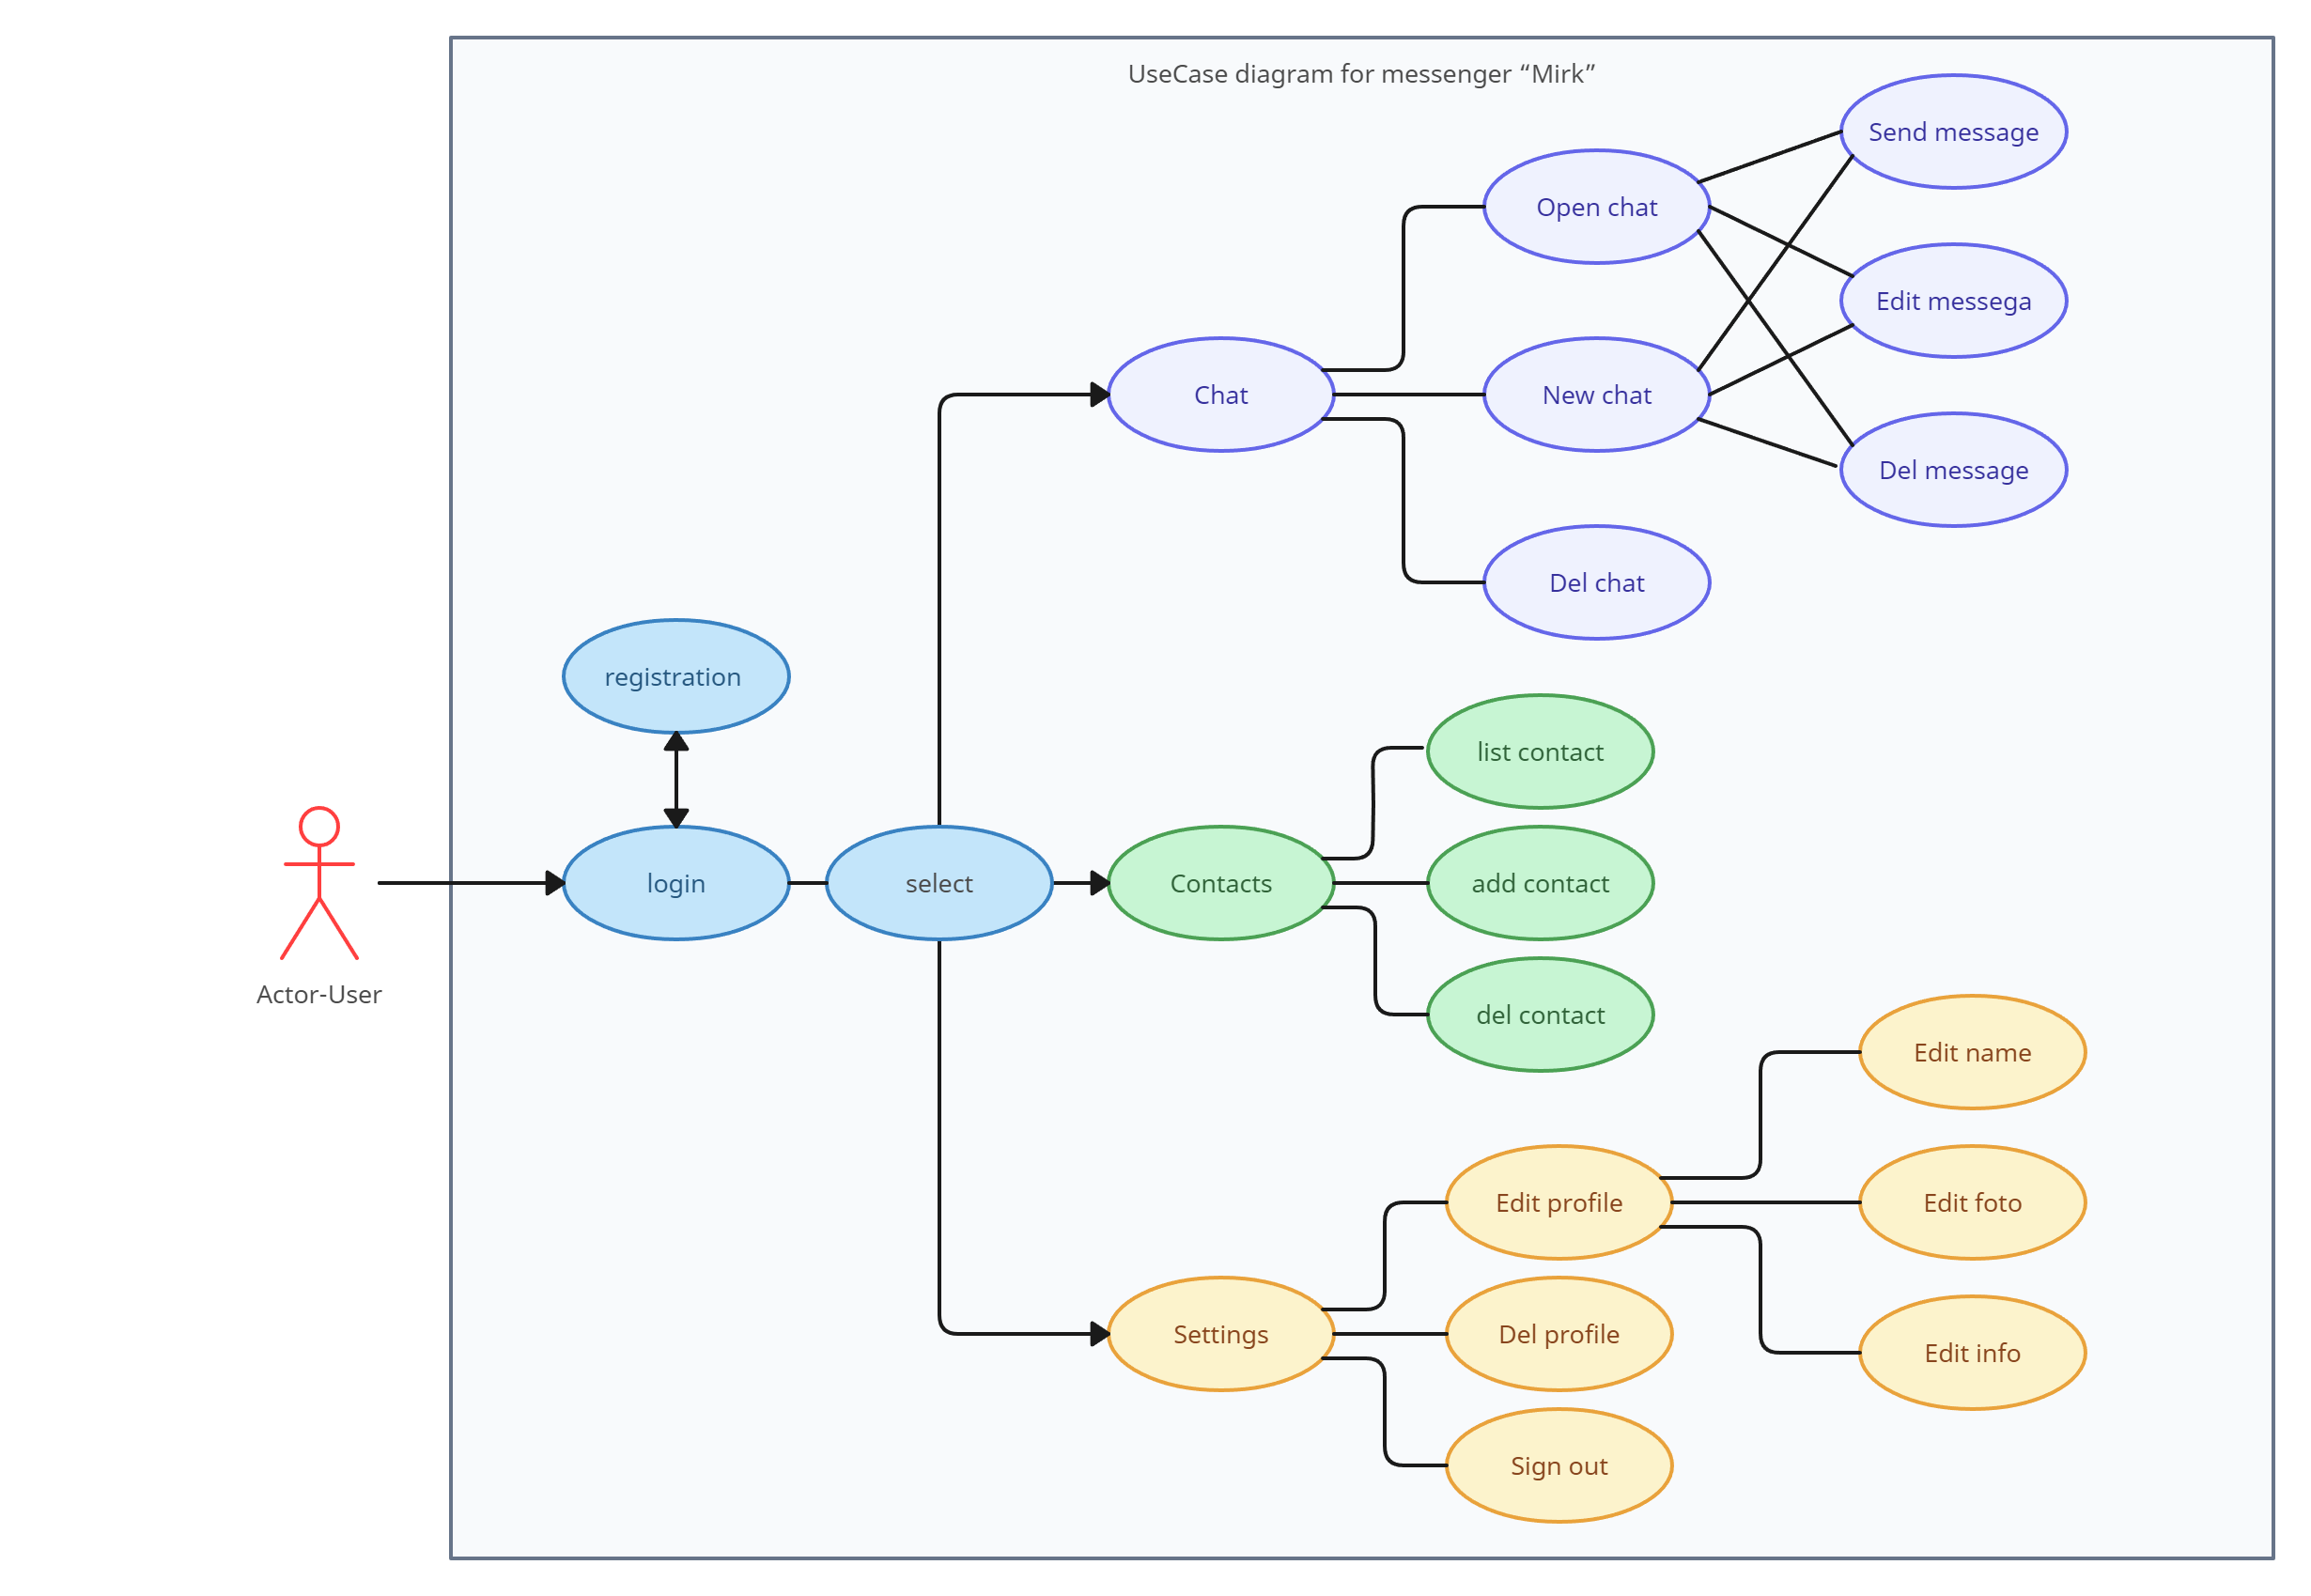 UseCase diagram for messenger “Mirk”
Send message
Open chat
Edit messega
Chat
New chat
Del message
Del chat
registration
list contact
login
select
Contacts
add contact
Actor-User
del contact
Edit name
Edit profile
Edit foto
Settings
Del profile
Edit info
Sign out